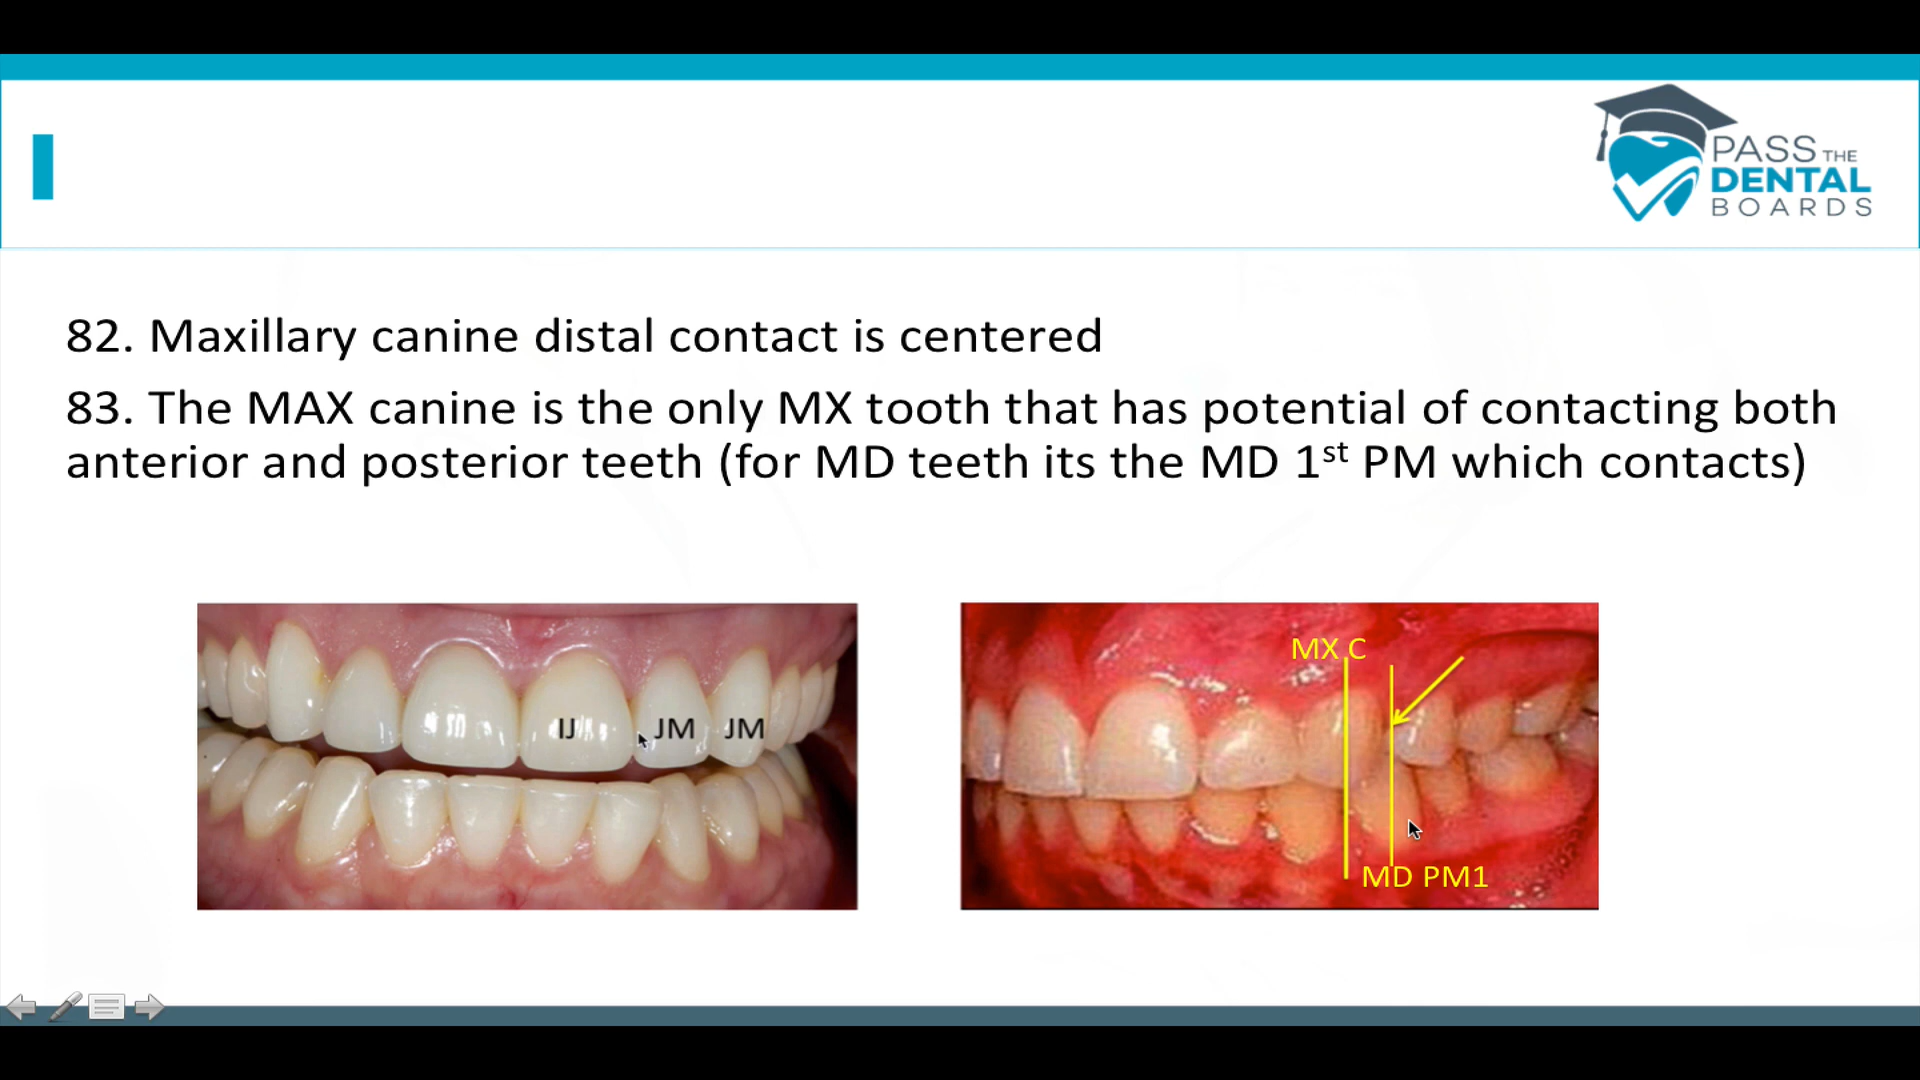 PASS THE
DENTAL
BOARDS
82. Maxillary canine distal contact is centered
83. The MAX canine is the only MX tooth that has potential of contacting both
anterior and posterior teeth (for MD teeth its the MD 1st PM which contacts)
IJ JM JM
MX C
MD PM1